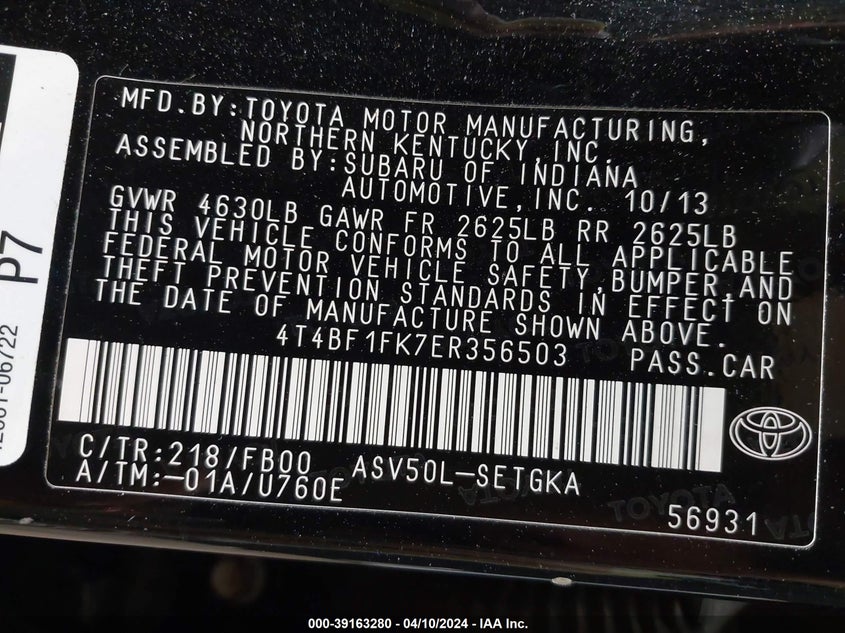 MFD.BY:TOYOTA MOTOR MANUFACTURING,
NORTHERN KENTUCKY,INC.
ASSEMBLED BY:SUBARU OF INDIANA
AUTOMOTIVE,INC. 10/13
GVWR 4630LB GAWR FR 2625LB RR 2625LB
THIS VEHICLE CONFORMS TO ALL APPLICABLE
FEDERAL MOTOR VEHICLE SAFETY,BUMPER,AND
THEFT PREVENTION STANDARDS IN EFFECT ON
THE DATE OF MANUFACTURE SHOWN ABOVE.
4T4BF1FK7ER356503 PASS.CAR
C/TR:218/FB00 ASV50L-SETGKA
A/TM:-01A/U760E
56931
TOYOTA
P7
06722
000-39163280 - 04/10/2024 - IAA Inc.